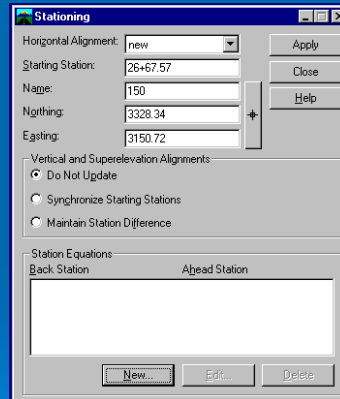 Stationing
Horizontal Alignment: new Apply
Starting Station: 26+67.57 Close
Name: 150 Help
Northing: 3328.34
Easting: 3150.72
Vertical and Superelevation Alignments
Do Not Update
Synchronize Starting Stations
Maintain Station Difference
Station Equations
Back Station Ahead Station
New... Edit... Delete